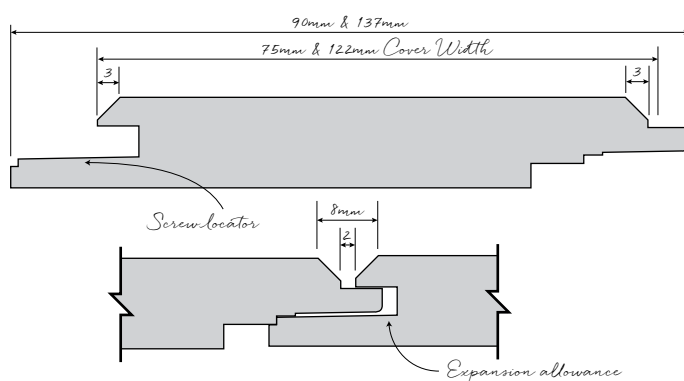 90mm & 137mm
75mm & 122mm Cover Width
3
3
Screw locator
8mm
2
Expansion allowance